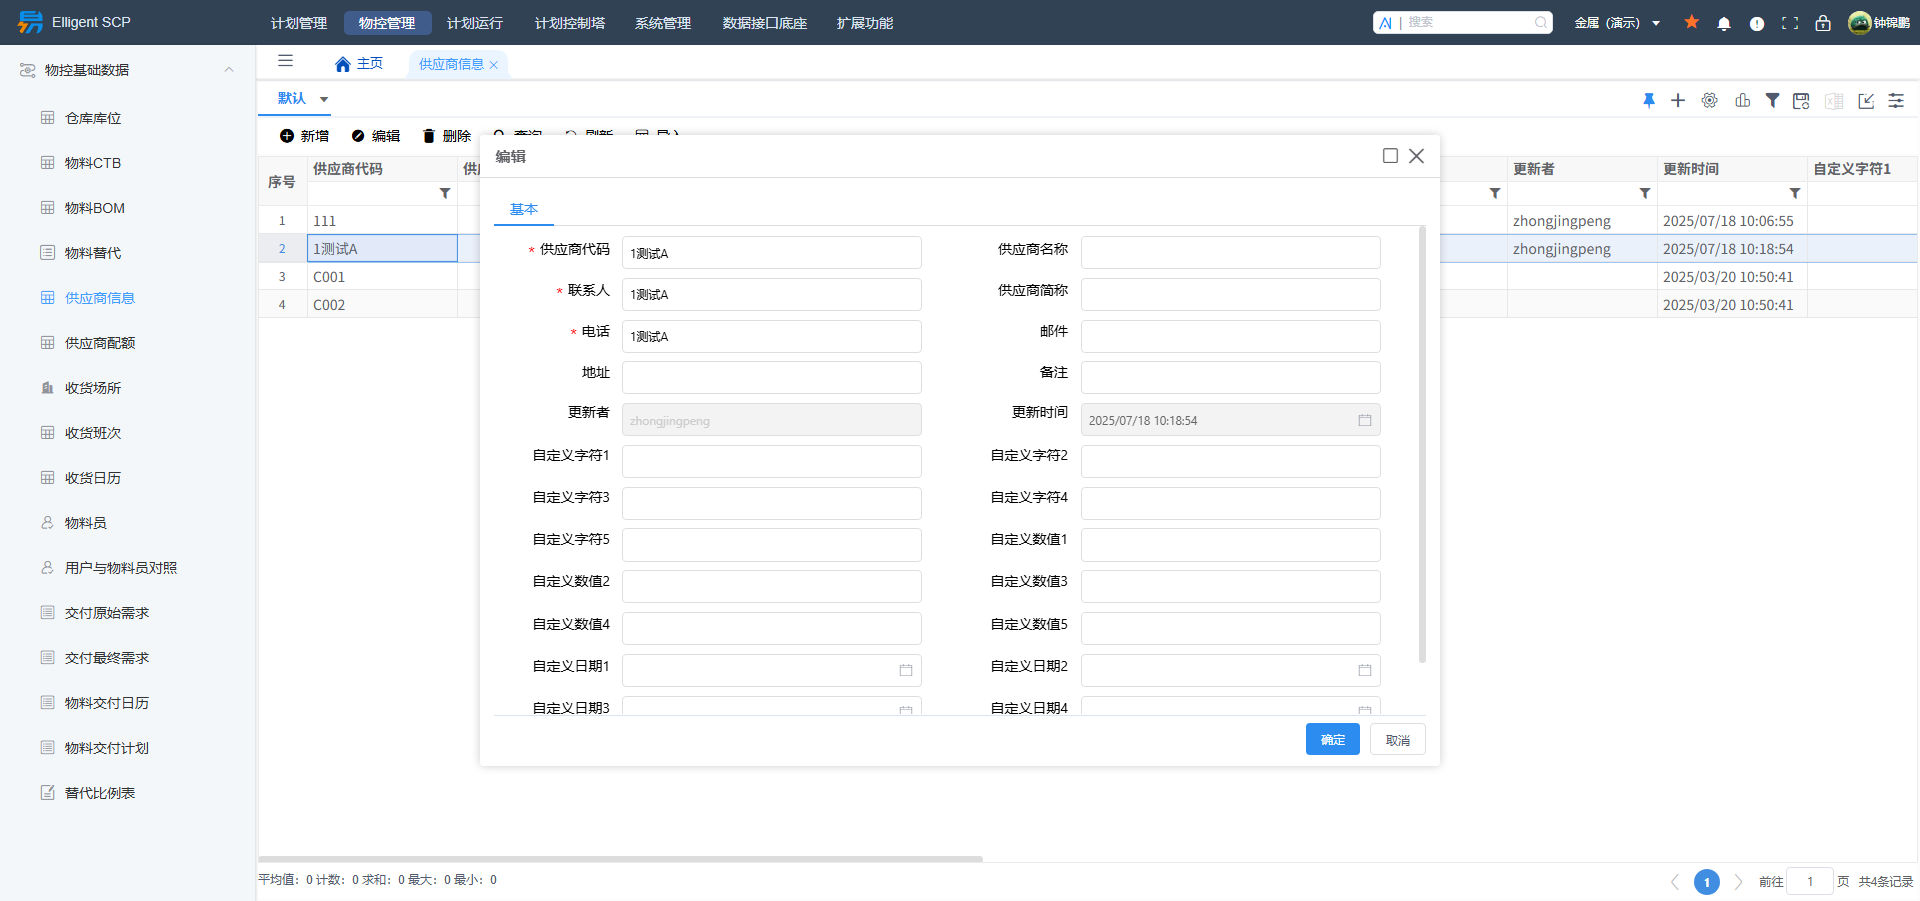 Elligent SCP
计划管理 物控管理 计划运行 计划控制塔 系统管理 数据接口底座 扩展功能
AI | 搜索
金属（演示）
钟锦鹏
物控基础数据
仓库库位
物料CTB
物料BOM
物料替代
供应商信息
供应商配额
收货场所
收货班次
收货日历
物料员
用户与物料员对照
交付原始需求
交付最终需求
物料交付日历
物料交付计划
替代比例表
主页 供应商信息
默认
新增 编辑 删除 查询 刷新 导入
序号 供应商代码 供应 更新者 更新时间 自定义字符1
1 111 zhongjingpeng 2025/07/18 10:06:55
2 1测试A zhongjingpeng 2025/07/18 10:18:54
3 C001 2025/03/20 10:50:41
4 C002 2025/03/20 10:50:41
编辑
基本
* 供应商代码 1测试A 供应商名称
* 联系人 1测试A 供应商简称
* 电话 1测试A 邮件
地址 备注
更新者 zhongjingpeng 更新时间 2025/07/18 10:18:54
自定义字符1 自定义字符2
自定义字符3 自定义字符4
自定义字符5 自定义数值1
自定义数值2 自定义数值3
自定义数值4 自定义数值5
自定义日期1 自定义日期2
自定义日期3 自定义日期4
确定 取消
平均值：0 计数：0 求和：0 最大：0 最小：0
1 前往 1 页 共4条记录